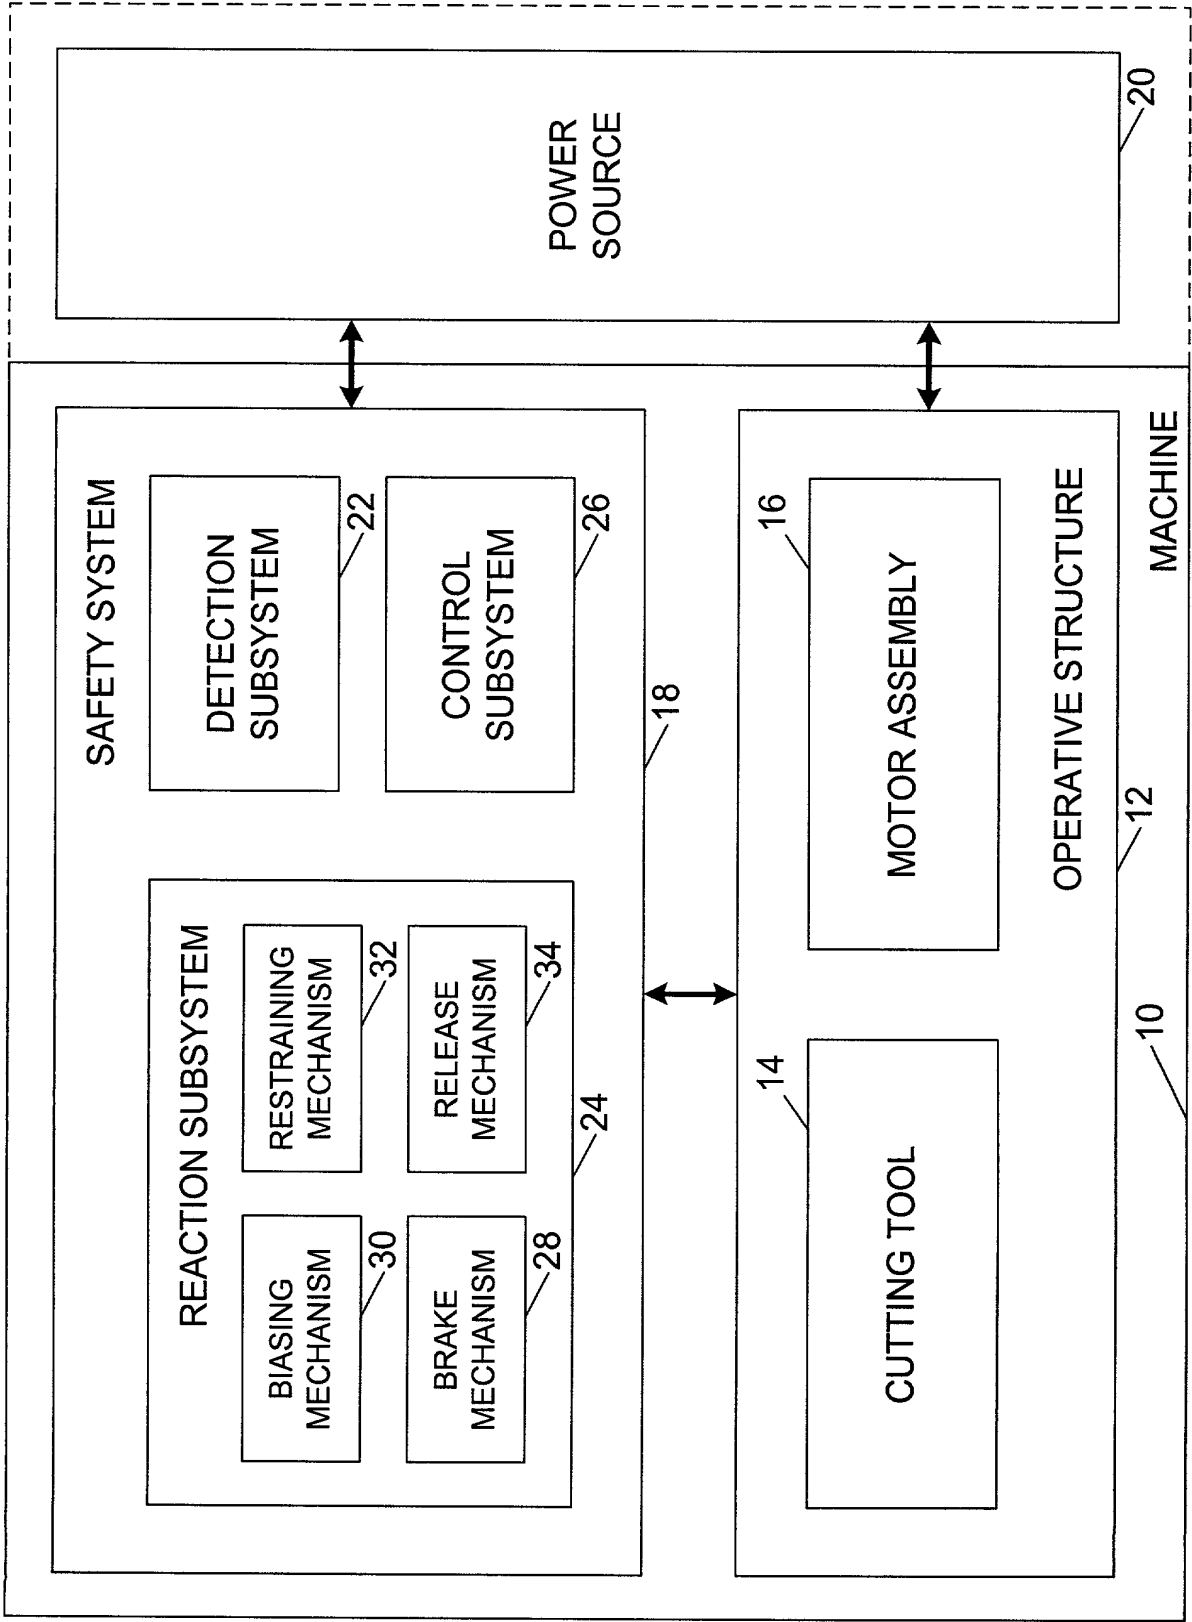 SAFETY SYSTEM
REACTION SUBSYSTEM
BIASING
MECHANISM
30
RESTRAINING
MECHANISM
32
BRAKE
MECHANISM
28
RELEASE
MECHANISM
34
24
DETECTION
SUBSYSTEM
22
CONTROL
SUBSYSTEM
26
18
POWER
SOURCE
20
14
CUTTING TOOL
16
MOTOR ASSEMBLY
OPERATIVE STRUCTURE
12
MACHINE
10